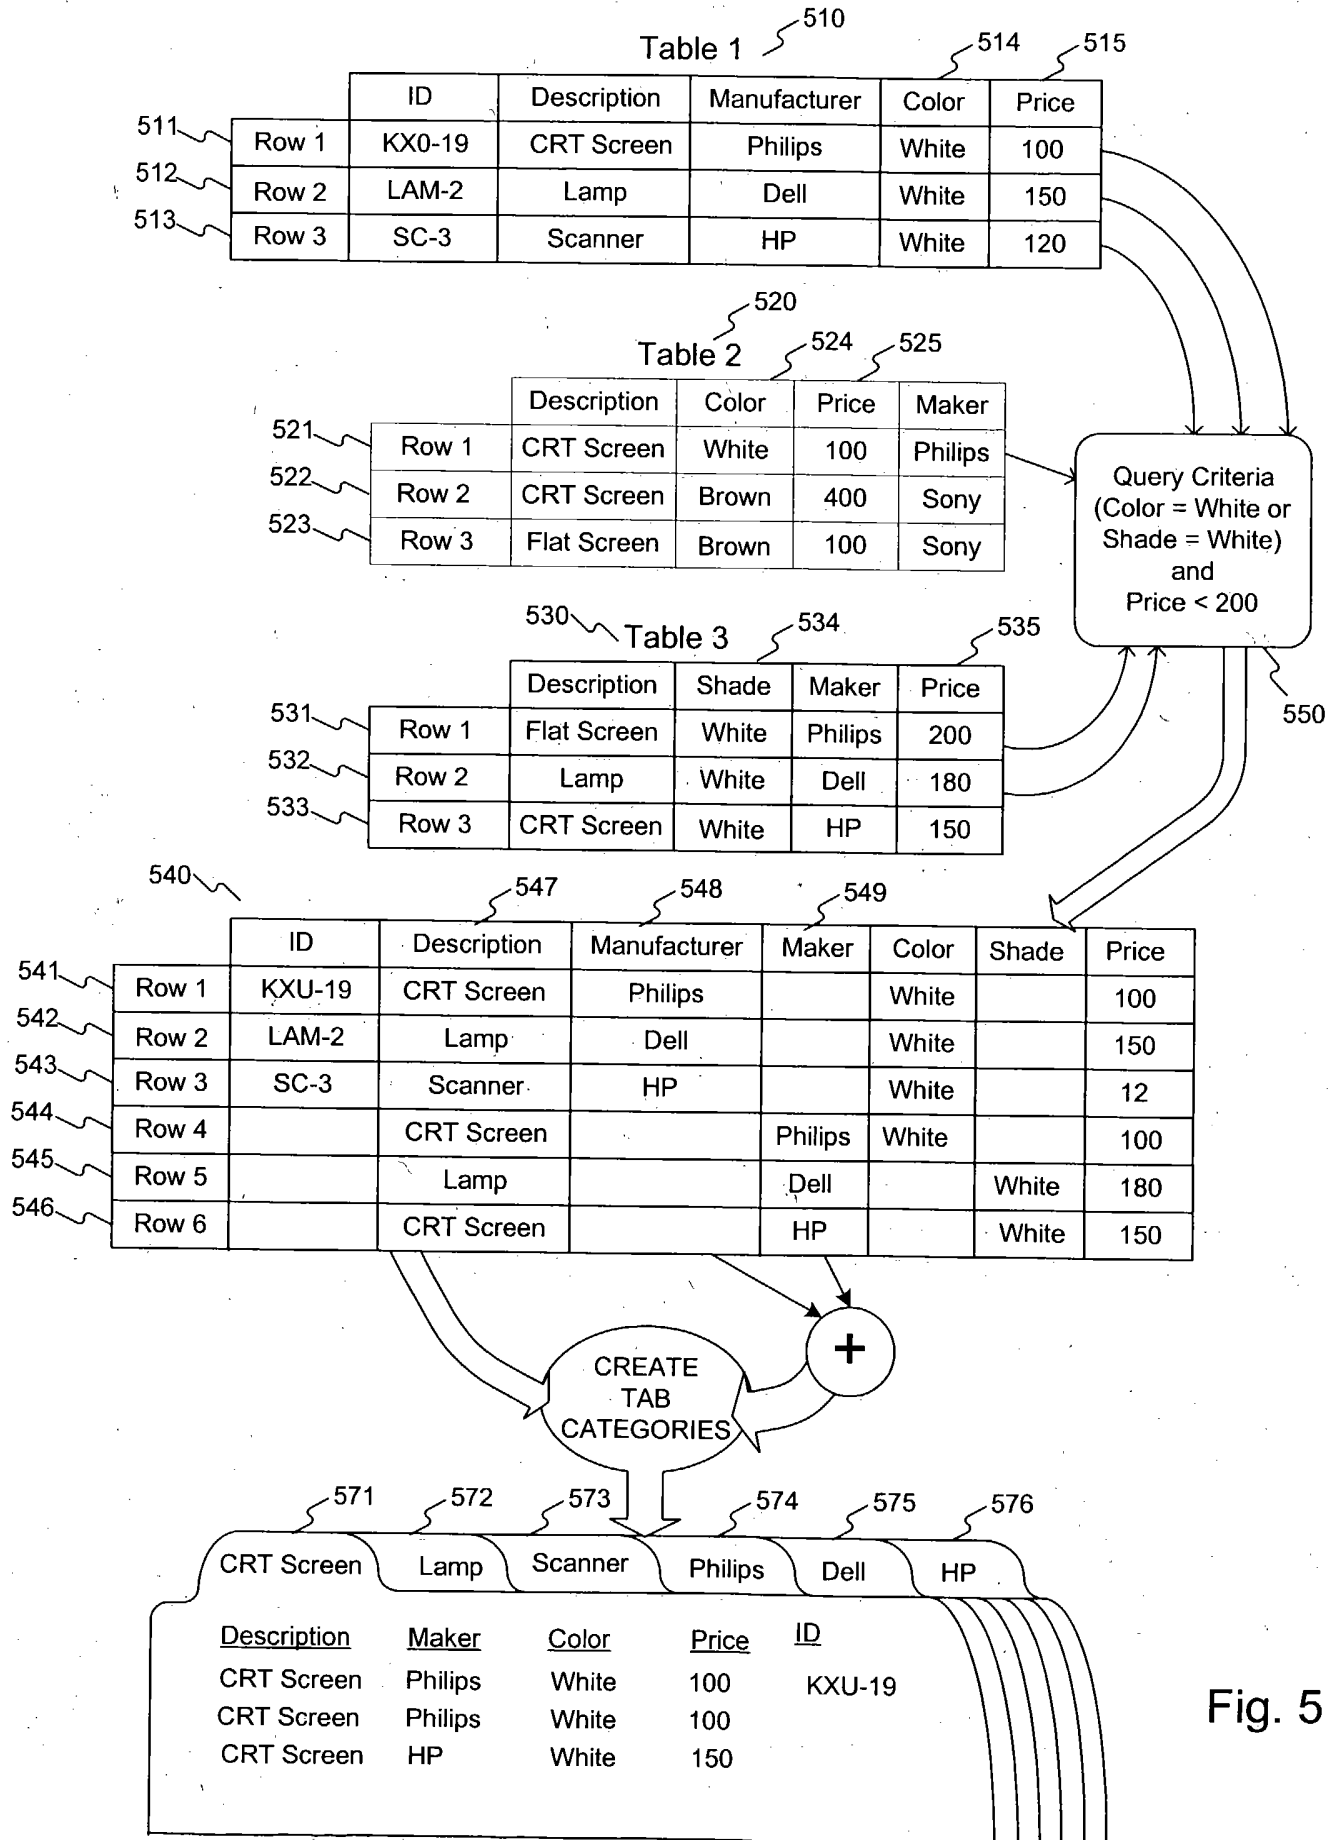 510
Table 1
514
515
ID Description Manufacturer Color Price
511
Row 1 KX0-19 CRT Screen Philips White 100
512
Row 2 LAM-2 Lamp Dell White 150
513
Row 3 SC-3 Scanner HP White 120
520
Table 2
524
525
Description Color Price Maker
521
Row 1 CRT Screen White 100 Philips
522
Row 2 CRT Screen Brown 400 Sony
523
Row 3 Flat Screen Brown 100 Sony
Query Criteria
(Color = White or
Shade = White)
and
Price < 200
550
530
Table 3
534
535
Description Shade Maker Price
531
Row 1 Flat Screen White Philips 200
532
Row 2 Lamp White Dell 180
533
Row 3 CRT Screen White HP 150
540
547
548
549
ID Description Manufacturer Maker Color Shade Price
541
Row 1 KXU-19 CRT Screen Philips White 100
542
Row 2 LAM-2 Lamp Dell White 150
543
Row 3 SC-3 Scanner HP White 12
544
Row 4 CRT Screen Philips White 100
545
Row 5 Lamp Dell White 180
546
Row 6 CRT Screen HP White 150
+
CREATE
TAB
CATEGORIES
571
572
573
574
575
576
CRT Screen Lamp Scanner Philips Dell HP
Description Maker Color Price ID
CRT Screen Philips White 100 KXU-19
CRT Screen Philips White 100
CRT Screen HP White 150
Fig. 5